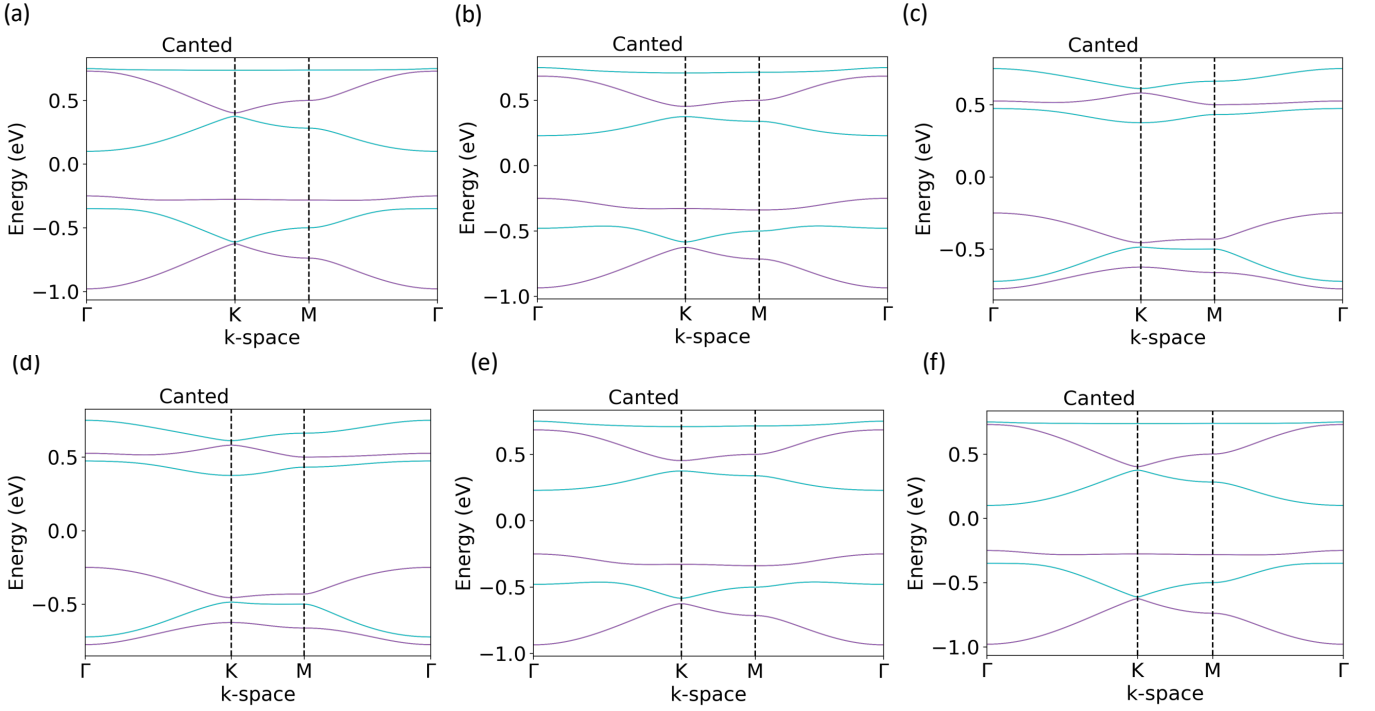 (a)
Canted
Energy (eV)
0.5
0.0
−0.5
−1.0
Γ K M Γ
k-space
(b)
Canted
Energy (eV)
0.5
0.0
−0.5
−1.0
Γ K M Γ
k-space
(c)
Canted
Energy (eV)
0.5
0.0
−0.5
Γ K M Γ
k-space
(d)
Canted
Energy (eV)
0.5
0.0
−0.5
Γ K M Γ
k-space
(e)
Canted
Energy (eV)
0.5
0.0
−0.5
−1.0
Γ K M Γ
k-space
(f)
Canted
Energy (eV)
0.5
0.0
−0.5
−1.0
Γ K M Γ
k-space